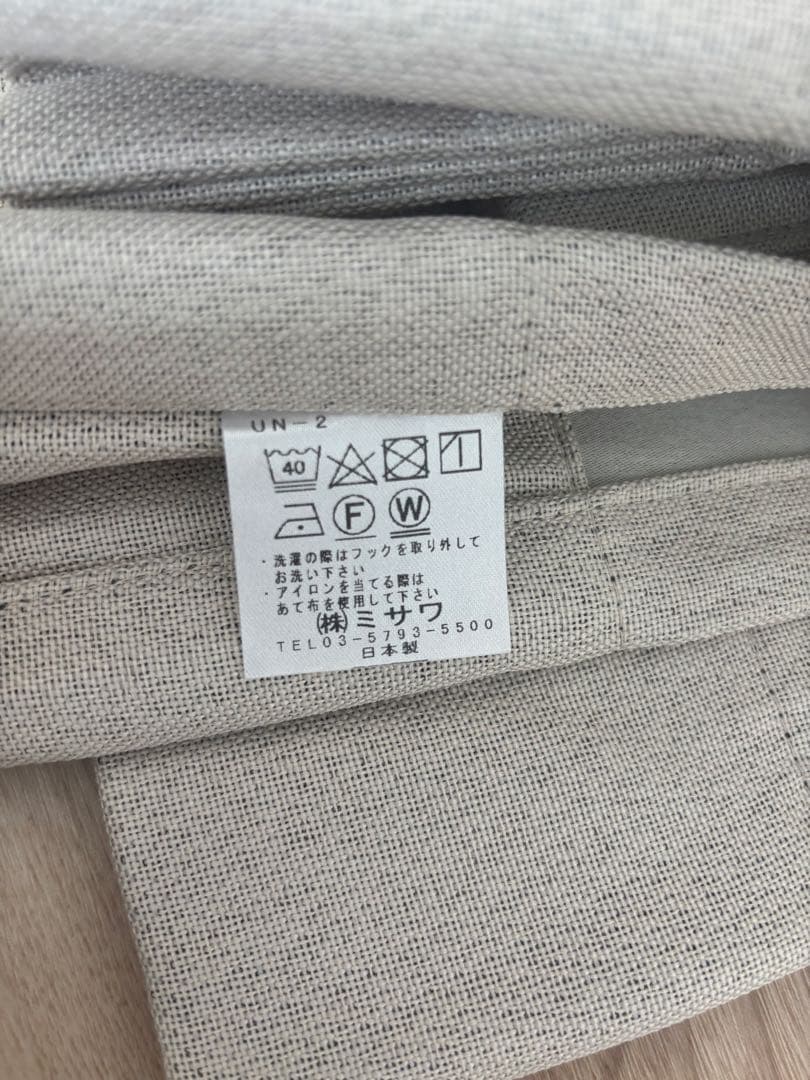 UN-2
40
F W
・洗濯の際はフックを取り外して
お洗い下さい
・アイロンを当てる際は
あて布を使用して下さい
(株)ミサワ
TEL03-5793-5500
日本製